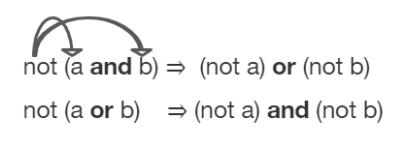 not (a and b) ⇒ (not a) or (not b)
not (a or b) ⇒ (not a) and (not b)